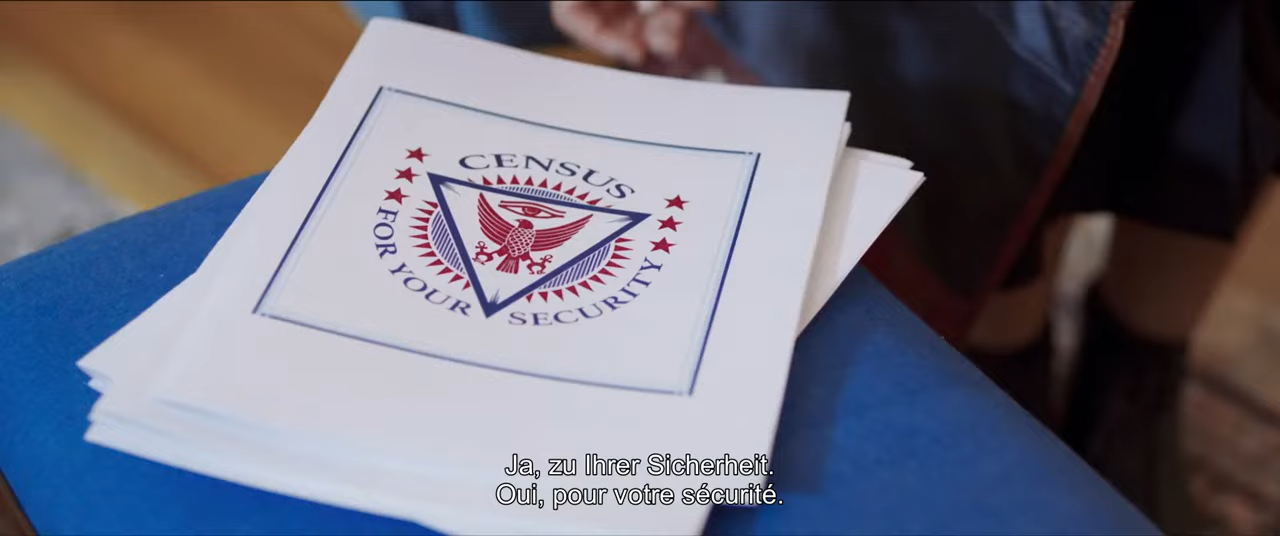 CENSUS
FOR YOUR SECURITY
Ja, zu Ihrer Sicherheit.
Oui, pour votre sécurité.